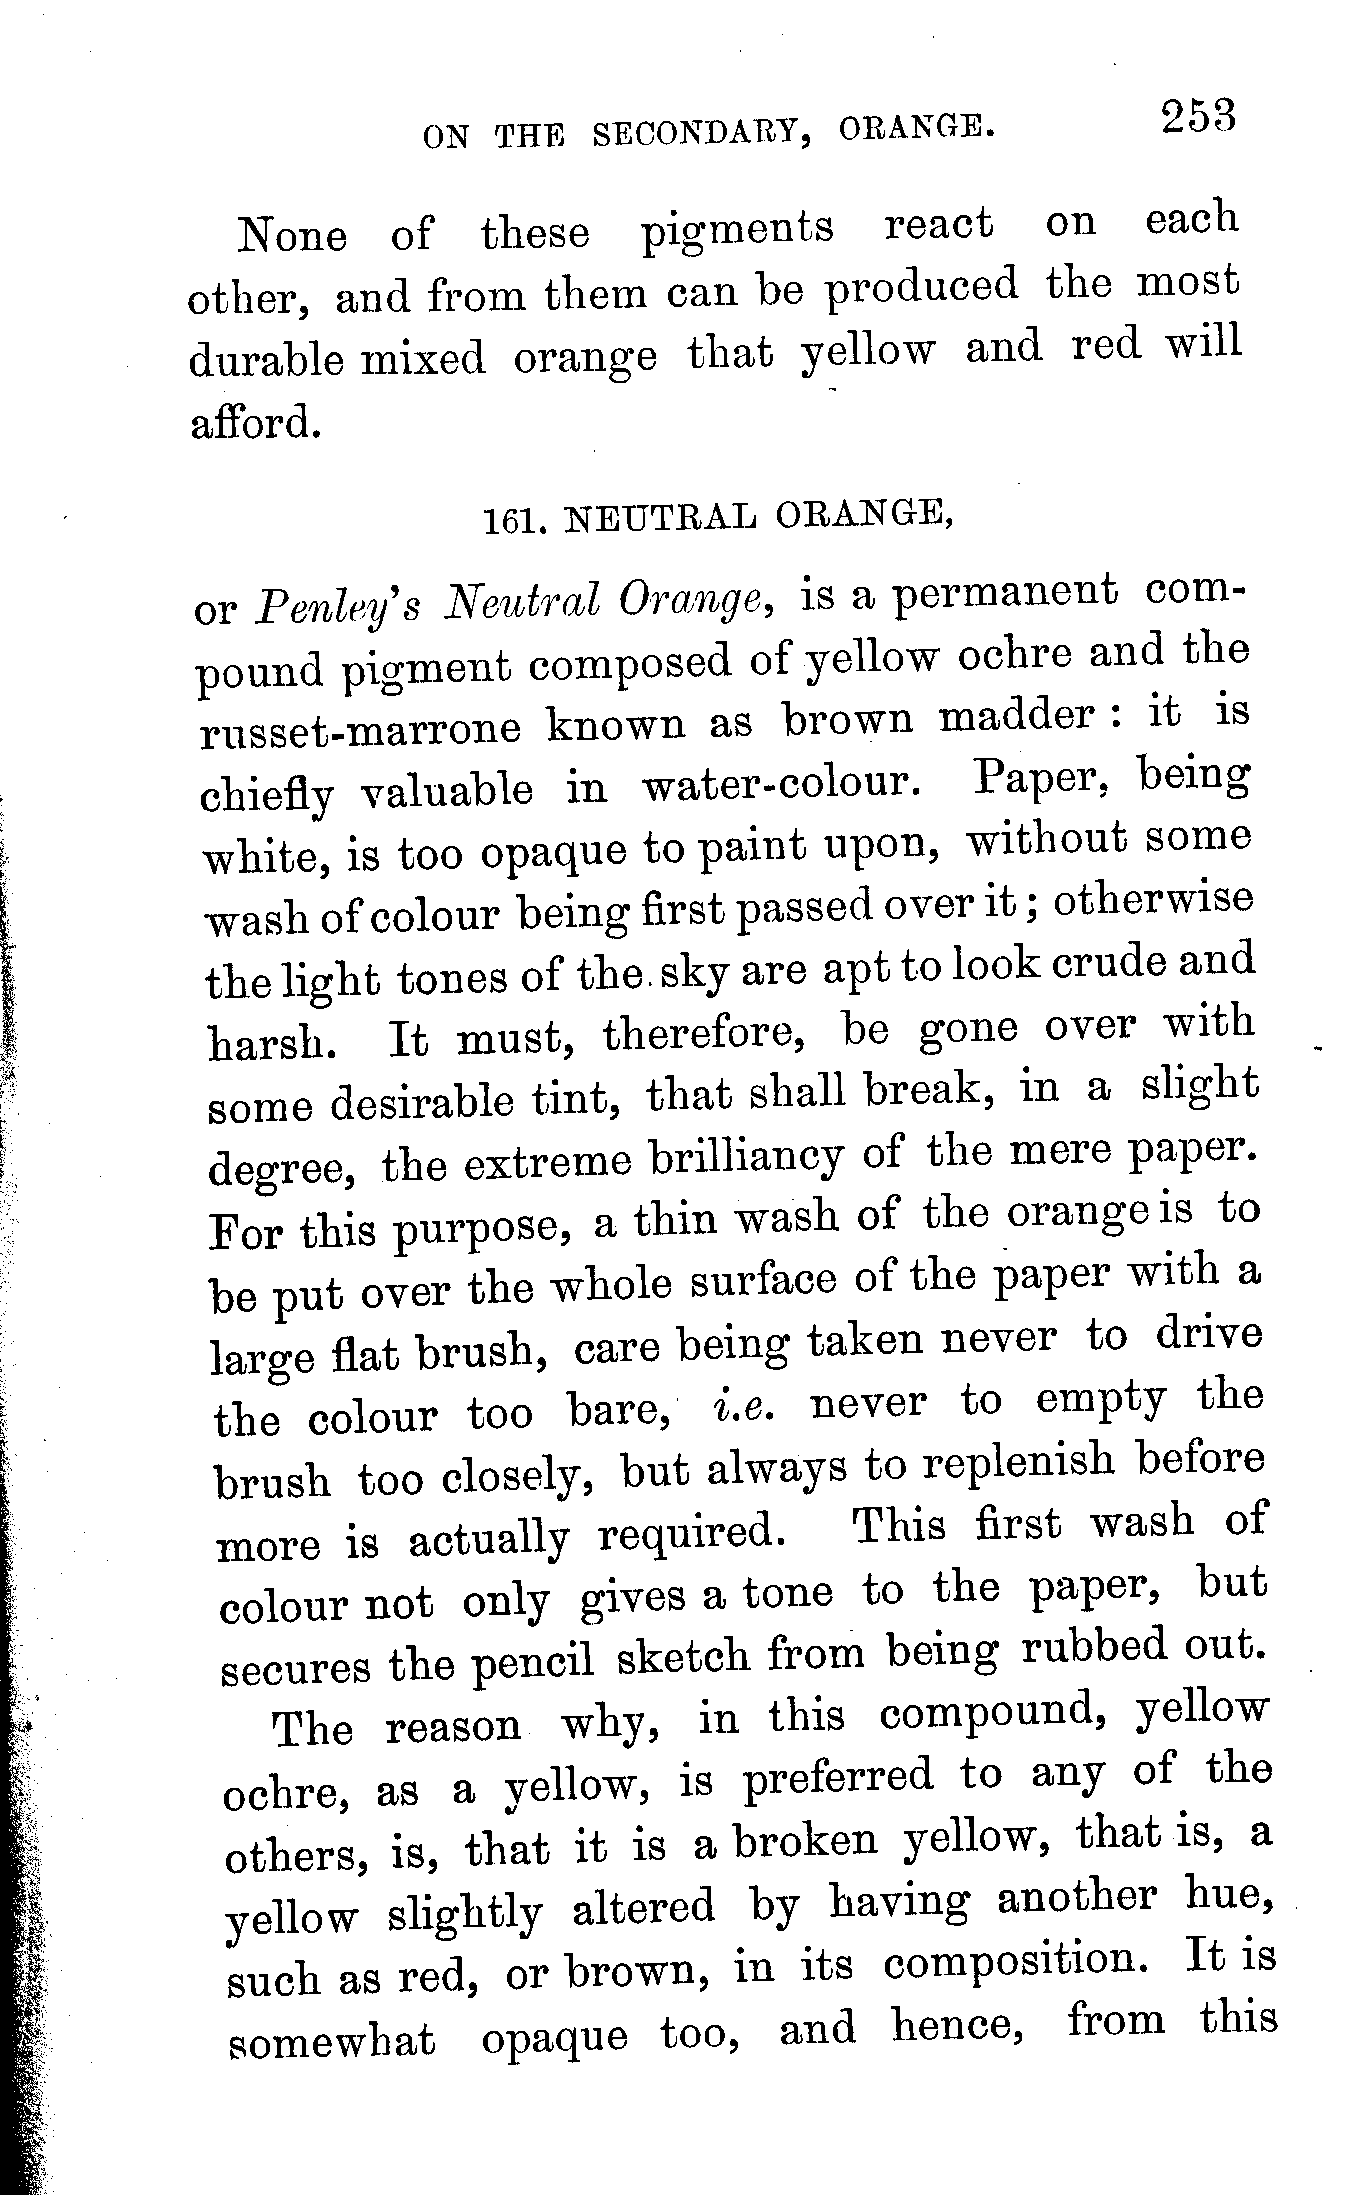 ON THE SECONDARY, ORANGE. 253
None of these pigments react on each
other, and from them can be produced the most
durable mixed orange that yellow and red will
afford.
161. NEUTRAL ORANGE,
or Penley's Neutral Orange, is a permanent com-
pound pigment composed of yellow ochre and the
russet-marrone known as brown madder : it is
chiefly valuable in water-colour. Paper, being
white, is too opaque to paint upon, without some
wash of colour being first passed over it ; otherwise
the light tones of the sky are apt to look crude and
harsh. It must, therefore, be gone over with
some desirable tint, that shall break, in a slight
degree, the extreme brilliancy of the mere paper.
For this purpose, a thin wash of the orange is to
be put over the whole surface of the paper with a
large flat brush, care being taken never to drive
the colour too bare, i.e. never to empty the
brush too closely, but always to replenish before
more is actually required. This first wash of
colour not only gives a tone to the paper, but
secures the pencil sketch from being rubbed out.
The reason why, in this compound, yellow
ochre, as a yellow, is preferred to any of the
others, is, that it is a broken yellow, that is, a
yellow slightly altered by having another hue,
such as red, or brown, in its composition. It is
somewhat opaque too, and hence, from this